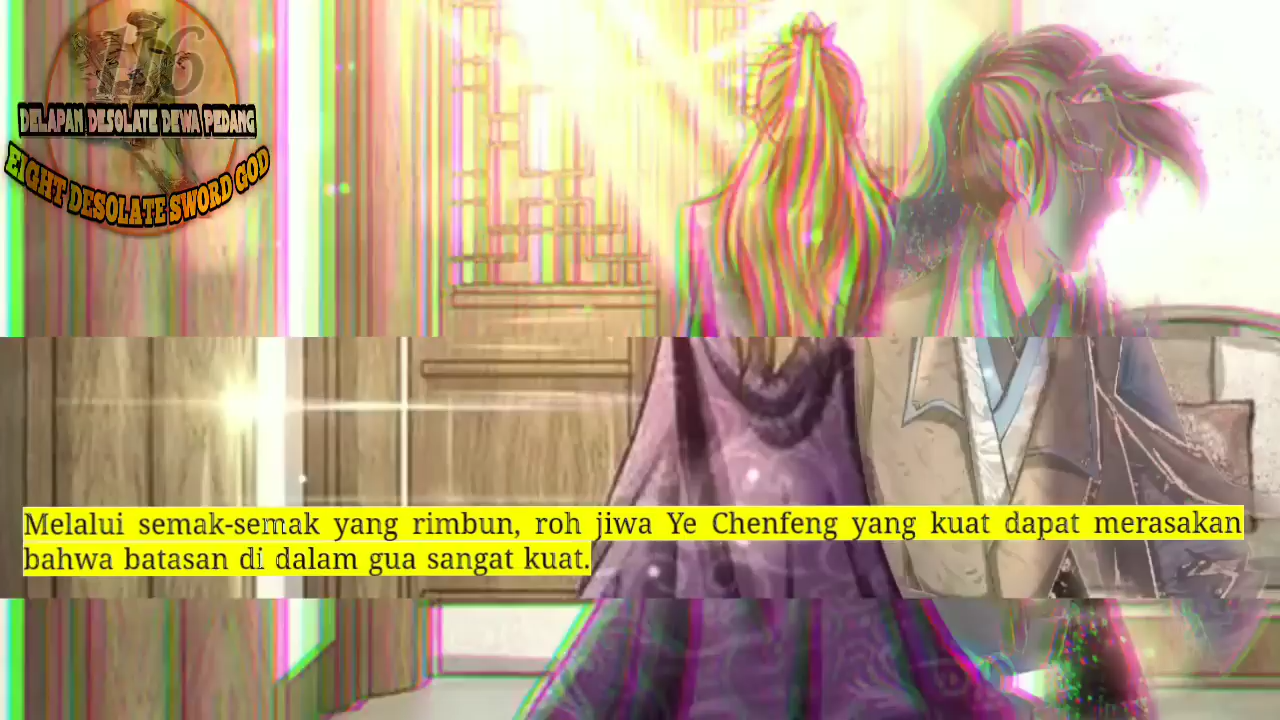 DELAPAN DESOLATE DEWA PEDANG
EIGHT DESOLATE SWORD GOD
Melalui semak-semak yang rimbun, roh jiwa Ye Chenfeng yang kuat dapat merasakan
bahwa batasan di dalam gua sangat kuat.